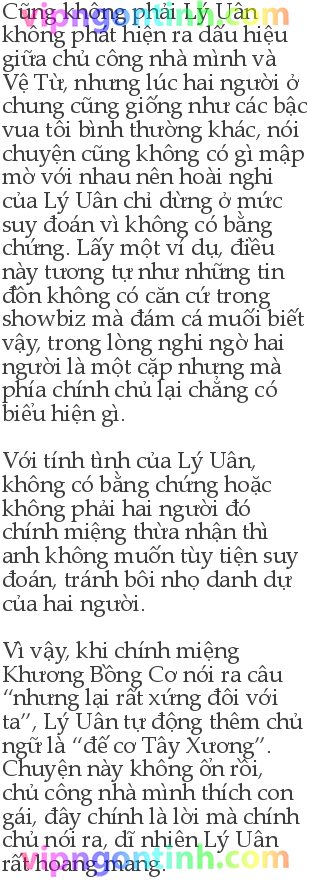 Cũng không phải Lý Uân
không phát hiện ra dấu hiệu
giữa chủ công nhà mình và
Vệ Từ, nhưng lúc hai người ở
chung cũng giống như các bậc
vua tôi bình thường khác, nói
chuyện cũng không có gì mập
mờ với nhau nên hoài nghi
của Lý Uân chỉ dừng ở mức
suy đoán vì không có bằng
chứng. Lấy một ví dụ, điều
này tương tự như những tin
đồn không có căn cứ trong
showbiz mà đám cá muối biết
vậy, trong lòng nghi ngờ hai
người là một cặp nhưng mà
phía chính chủ lại chẳng có
biểu hiện gì.

Với tính tình của Lý Uân,
không có bằng chứng hoặc
không phải hai người đó
chính miệng thừa nhận thì
anh không muốn tùy tiện suy
đoán, tránh bôi nhọ danh dự
của hai người.

Vì vậy, khi chính miệng
Khương Bồng Cơ nói ra câu
“nhưng lại rất xứng đôi với
ta”, Lý Uân tự động thêm chủ
ngữ là “đế cơ Tây Xương”.
Chuyện này không ổn rồi,
chủ công nhà mình thích con
gái, đây chính là lời mà chính
chủ nói ra, dĩ nhiên Lý Uân
rất hoang mang.
vipngontinh.com
vipngontinh.com